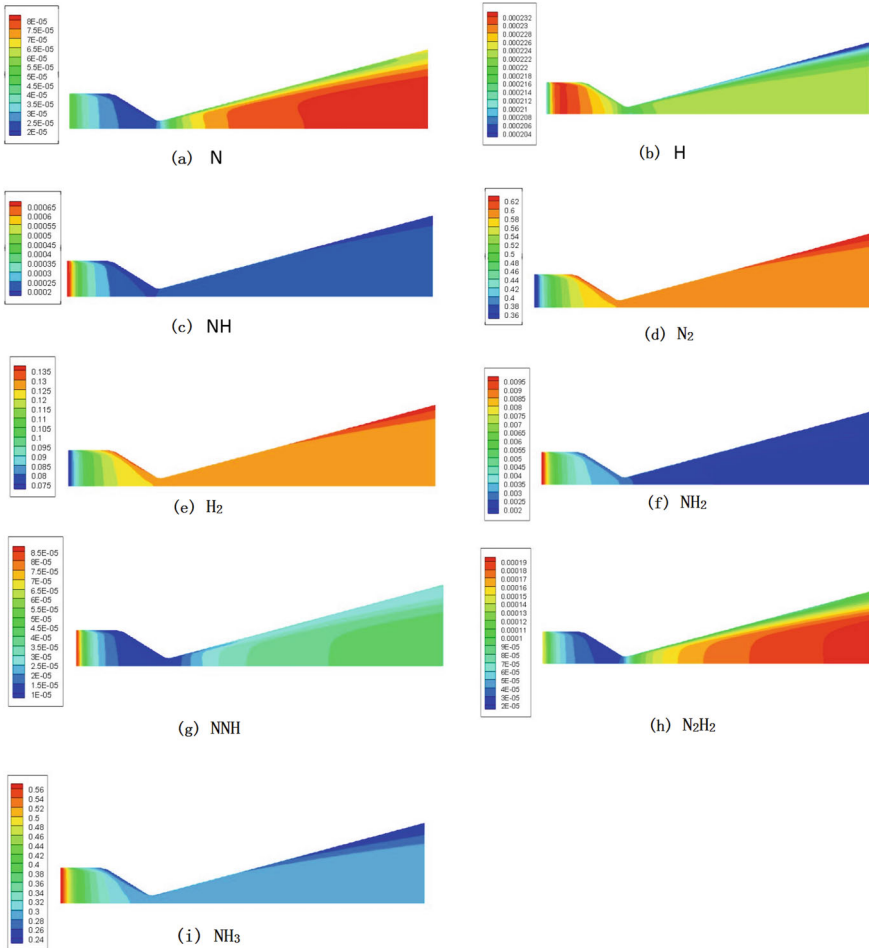 8E-05
7.5E-05
7E-05
6.5E-05
6E-05
5.5E-05
5E-05
4.5E-05
4E-05
3.5E-05
3E-05
2.5E-05
2E-05
(a) N
0.000232
0.00023
0.000228
0.000226
0.000224
0.000222
0.00022
0.000218
0.000216
0.000214
0.000212
0.00021
0.000208
0.000206
0.000204
(b) H
0.00065
0.0006
0.00055
0.0005
0.00045
0.0004
0.00035
0.0003
0.00025
0.0002
(c) NH
0.62
0.6
0.58
0.56
0.54
0.52
0.5
0.48
0.46
0.44
0.42
0.4
0.38
0.36
(d) N₂
0.135
0.13
0.125
0.12
0.115
0.11
0.105
0.1
0.095
0.09
0.085
0.08
0.075
(e) H₂
0.0095
0.009
0.0085
0.008
0.0075
0.007
0.0065
0.006
0.0055
0.005
0.0045
0.004
0.0035
0.003
0.0025
0.002
(f) NH₂
8.5E-05
8E-05
7.5E-05
7E-05
6.5E-05
6E-05
5.5E-05
5E-05
4.5E-05
4E-05
3.5E-05
3E-05
2.5E-05
2E-05
1.5E-05
1E-05
(g) NNH
0.00019
0.00018
0.00017
0.00016
0.00015
0.00014
0.00013
0.00012
0.00011
0.0001
9E-05
8E-05
7E-05
6E-05
5E-05
4E-05
3E-05
2E-05
(h) N₂H₂
0.56
0.54
0.52
0.5
0.48
0.46
0.44
0.42
0.4
0.38
0.36
0.34
0.32
0.3
0.28
0.26
0.24
(i) NH₃